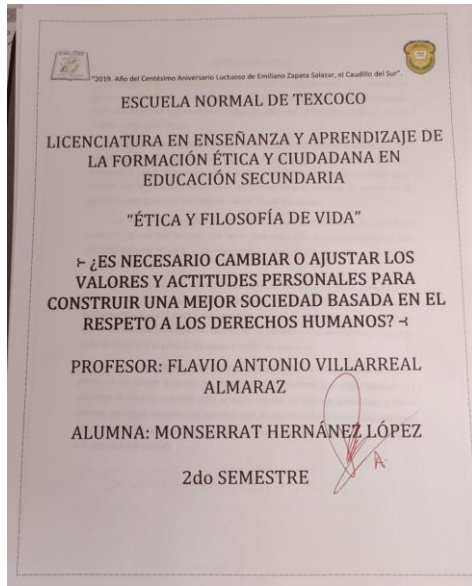 "2019. Año del Centésimo Aniversario Luctuoso de Emiliano Zapata Salazar, el Caudillo del Sur".
ESCUELA NORMAL DE TEXCOCO
LICENCIATURA EN ENSEÑANZA Y APRENDIZAJE DE
LA FORMACIÓN ÉTICA Y CIUDADANA EN
EDUCACIÓN SECUNDARIA
"ÉTICA Y FILOSOFÍA DE VIDA"
⊱ ¿ES NECESARIO CAMBIAR O AJUSTAR LOS
VALORES Y ACTITUDES PERSONALES PARA
CONSTRUIR UNA MEJOR SOCIEDAD BASADA EN EL
RESPETO A LOS DERECHOS HUMANOS? ⊰
PROFESOR: FLAVIO ANTONIO VILLARREAL
ALMARAZ
ALUMNA: MONSERRAT HERNÁNEZ LÓPEZ
A.
2do SEMESTRE